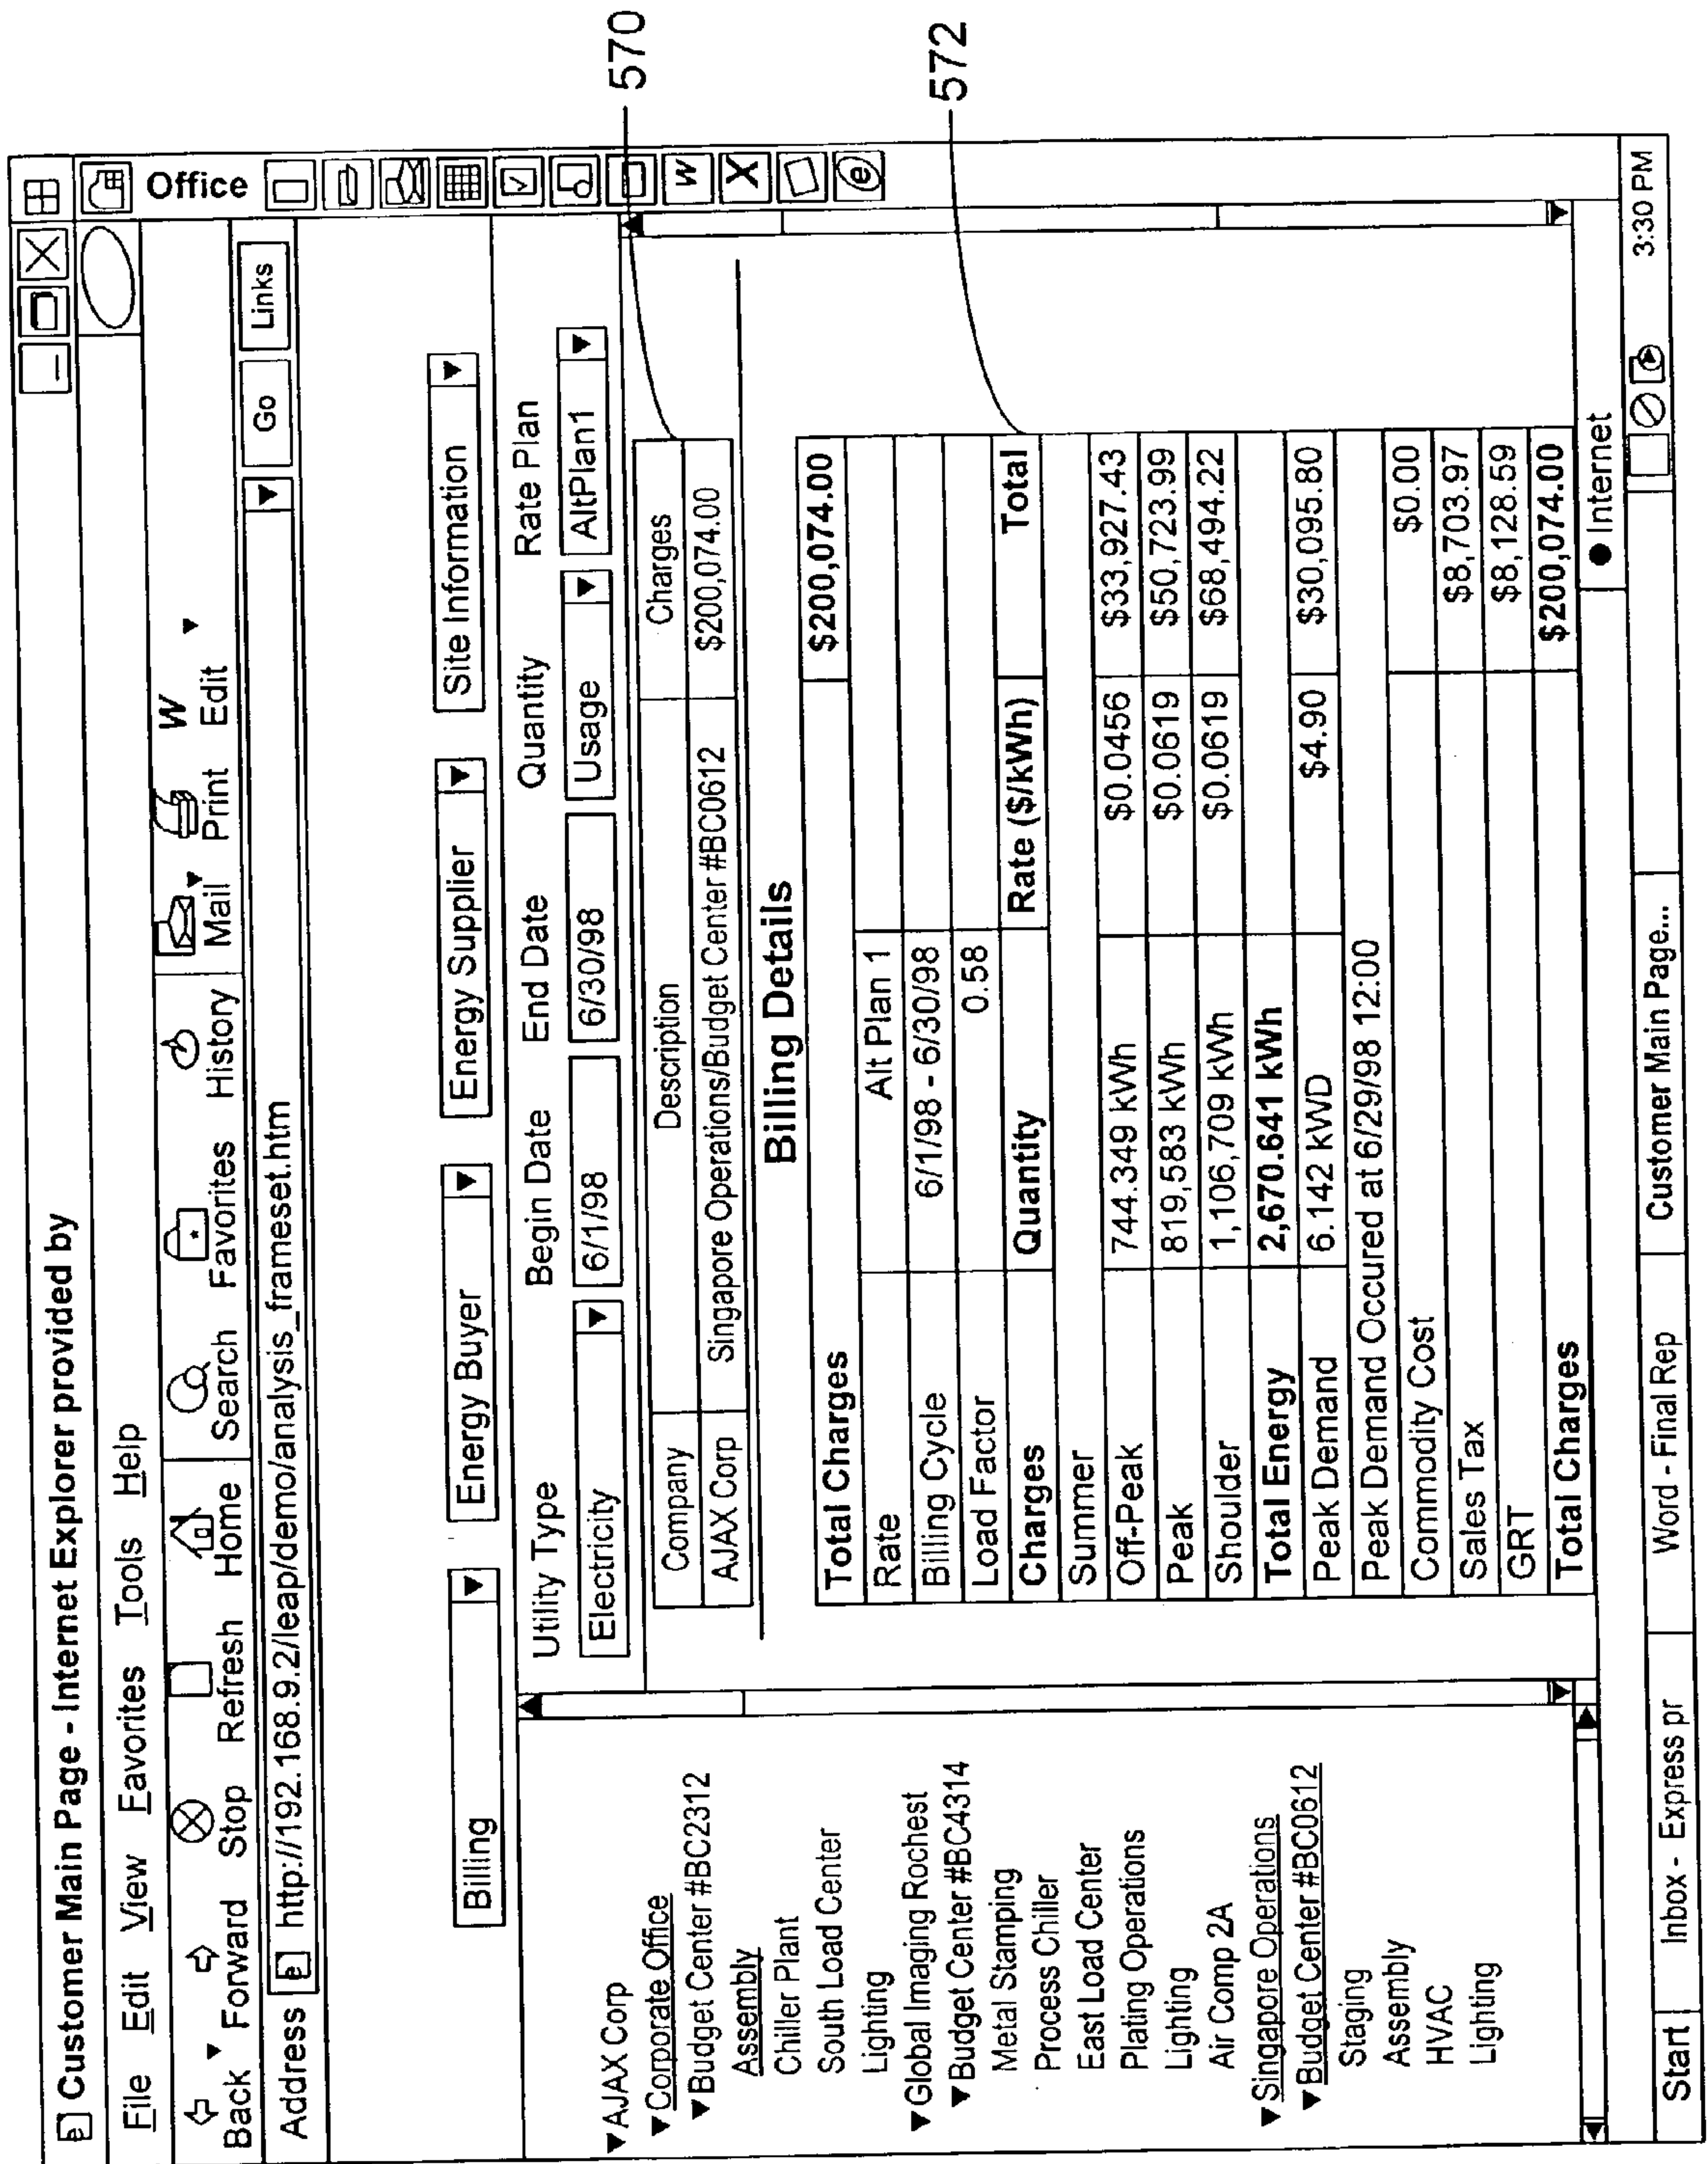 Customer Main Page - Internet Explorer provided by
File Edit View Favorites Tools Help
Office
Back Forward Stop Refresh Home Search Favorites History Mail Print Edit
W
Address e http://192.168.9.2/leap/demo/analysis_frameset.htm Go Links
Billing Energy Buyer Energy Supplier Site Information
Utility Type Begin Date End Date Quantity Rate Plan
Electricity 6/1/98 6/30/98 Usage AltPlan1
570
▼AJAX Corp
▼Corporate Office
▼Budget Center #BC2312
Assembly
Chiller Plant
South Load Center
Lighting
▼Global Imaging Rochest
▼Budget Center #BC4314
Metal Stamping
Process Chiller
East Load Center
Plating Operations
Lighting
Air Comp 2A
▼Singapore Operations
▼Budget Center #BC0612
Staging
Assembly
HVAC
Lighting
Company Description Charges
AJAX Corp Singapore Operations/Budget Center #BC0612 $200,074.00
Billing Details
572
Total Charges $200,074.00
Rate Alt Plan 1
Billing Cycle 6/1/98 - 6/30/98
Load Factor 0.58
Charges Quantity Rate ($/kWh) Total
Summer
Off-Peak 744.349 kWh $0.0456 $33,927.43
Peak 819,583 kWh $0.0619 $50,723.99
Shoulder 1,106,709 kWh $0.0619 $68,494.22
Total Energy 2,670.641 kWh
Peak Demand 6.142 kWD $4.90 $30,095.80
Peak Demand Occured at 6/29/98 12:00
Commodity Cost $0.00
Sales Tax $8,703.97
GRT $8,128.59
Total Charges $200,074.00
W
X
e
Internet
Start Inbox - Express pr Word - Final Rep Customer Main Page... 3:30 PM